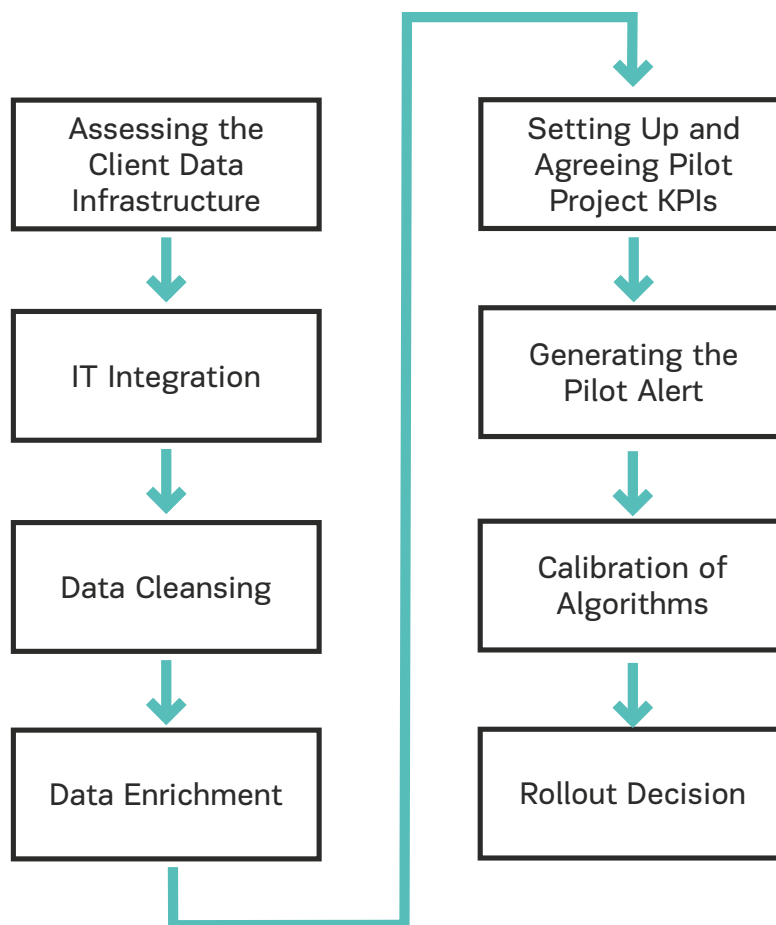 Assessing the
Client Data
Infrastructure
IT Integration
Data Cleansing
Data Enrichment
Setting Up and
Agreeing Pilot
Project KPIs
Generating the
Pilot Alert
Calibration of
Algorithms
Rollout Decision